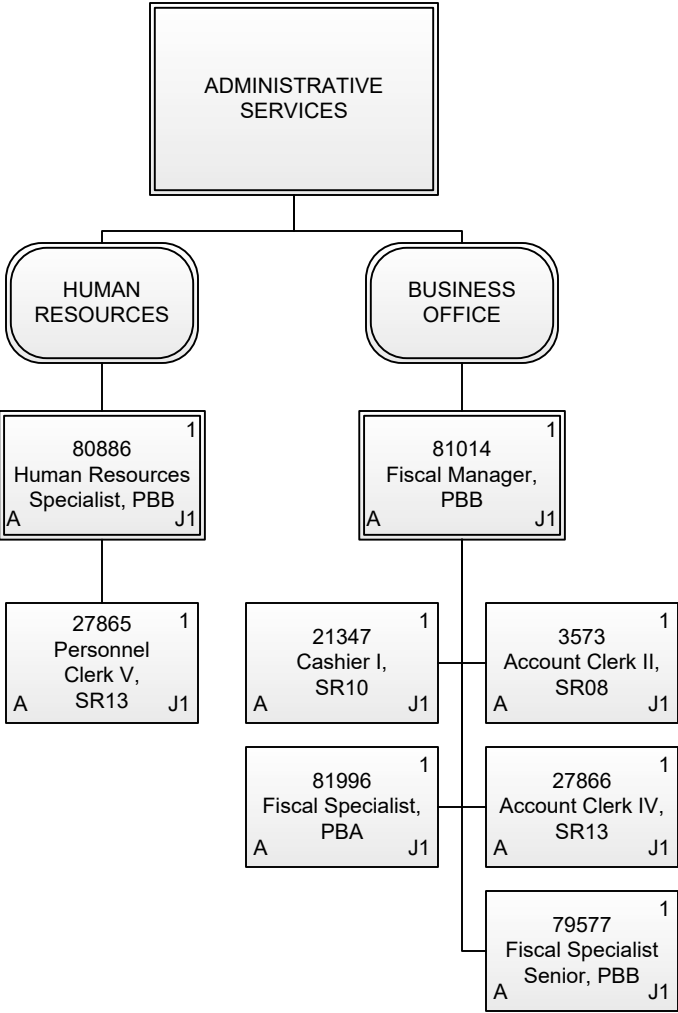 ADMINISTRATIVE
SERVICES
HUMAN
RESOURCES
BUSINESS
OFFICE
1
80886
Human Resources
Specialist, PBB
A J1
1
81014
Fiscal Manager,
PBB
A J1
27865 1
Personnel
Clerk V,
SR13
A J1
1
21347
Cashier I,
SR10
A J1
1
3573
Account Clerk II,
SR08
A J1
1
81996
Fiscal Specialist,
PBA
A J1
1
27866
Account Clerk IV,
SR13
A J1
1
79577
Fiscal Specialist
Senior, PBB
A J1